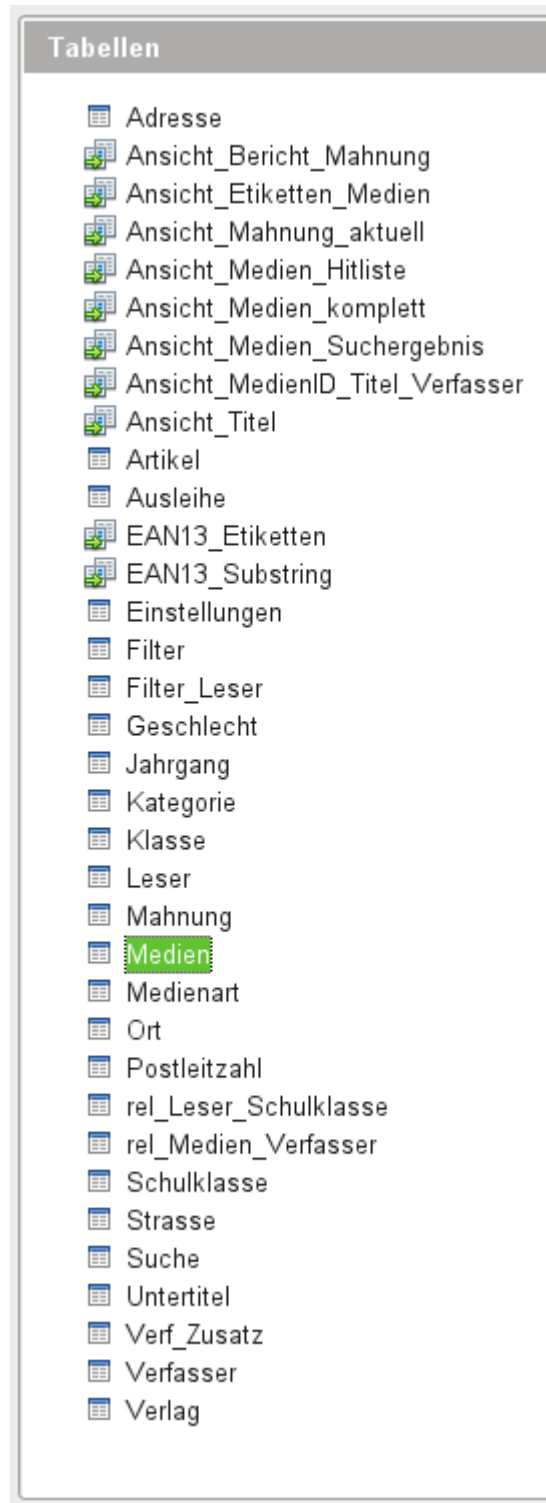 Tabellen
Adresse
Ansicht_Bericht_Mahnung
Ansicht_Etiketten_Medien
Ansicht_Mahnung_aktuell
Ansicht_Medien_Hitliste
Ansicht_Medien_komplett
Ansicht_Medien_Suchergebnis
Ansicht_MedienID_Titel_Verfasser
Ansicht_Titel
Artikel
Ausleihe
EAN13_Etiketten
EAN13_Substring
Einstellungen
Filter
Filter_Leser
Geschlecht
Jahrgang
Kategorie
Klasse
Leser
Mahnung
Medien
Medienart
Ort
Postleitzahl
rel_Leser_Schulklasse
rel_Medien_Verfasser
Schulklasse
Strasse
Suche
Untertitel
Verf_Zusatz
Verfasser
Verlag